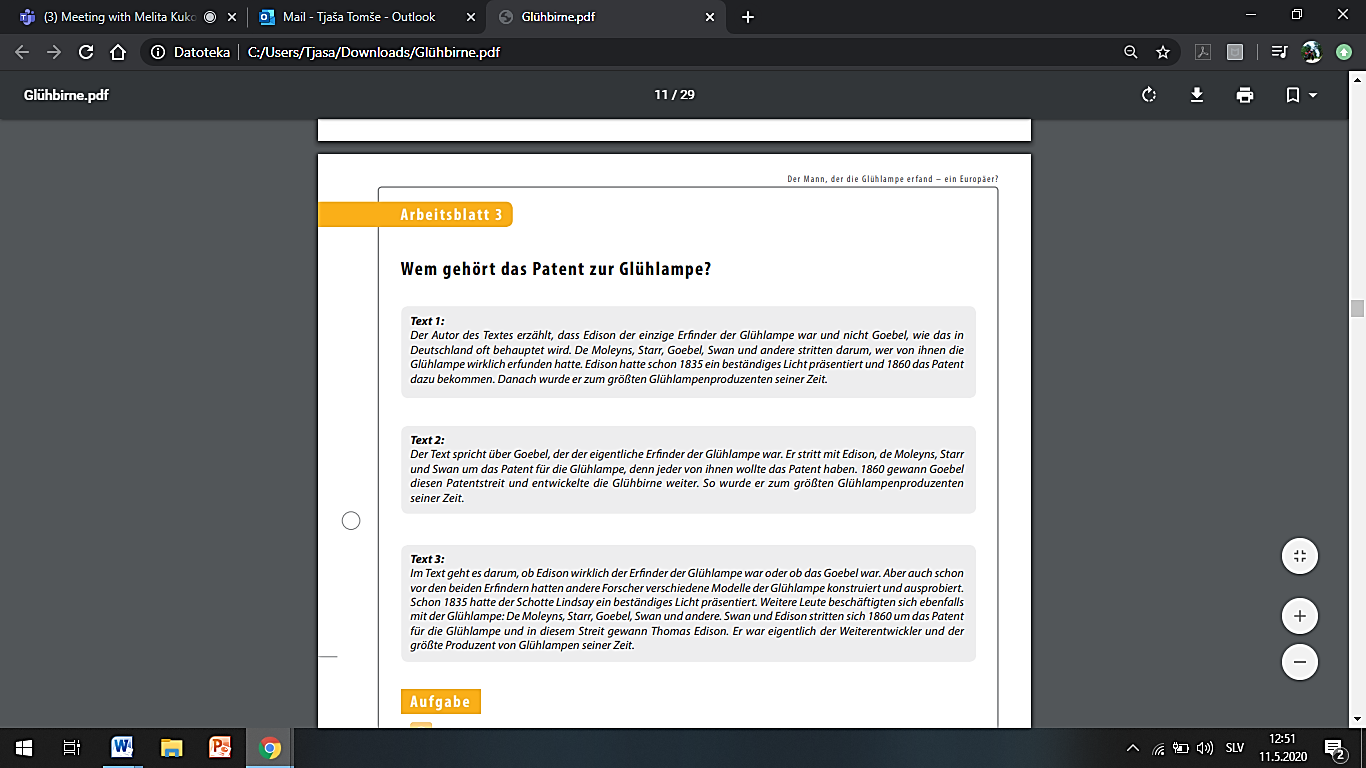 (3) Meeting with Melita Kuko
Mail - Tjaša Tomše - Outlook
Glühbirne.pdf
Datoteka
C:/Users/Tjasa/Downloads/Glühbirne.pdf
Glühbirne.pdf
11 / 29
Der Mann, der die Glühlampe erfand – ein Europäer?
Arbeitsblatt 3
Wem gehört das Patent zur Glühlampe?
Text 1:
Der Autor des Textes erzählt, dass Edison der einzige Erfinder der Glühlampe war und nicht Goebel, wie das in
Deutschland oft behauptet wird. De Moleyns, Starr, Goebel, Swan und andere stritten darum, wer von ihnen die
Glühlampe wirklich erfunden hatte. Edison hatte schon 1835 ein beständiges Licht präsentiert und 1860 das Patent
dazu bekommen. Danach wurde er zum größten Glühlampenproduzenten seiner Zeit.
Text 2:
Der Text spricht über Goebel, der der eigentliche Erfinder der Glühlampe war. Er stritt mit Edison, de Moleyns, Starr
und Swan um das Patent für die Glühlampe, denn jeder von ihnen wollte das Patent haben. 1860 gewann Goebel
diesen Patentstreit und entwickelte die Glühbirne weiter. So wurde er zum größten Glühlampenproduzenten
seiner Zeit.
Text 3:
Im Text geht es darum, ob Edison wirklich der Erfinder der Glühlampe war oder ob das Goebel war. Aber auch schon
vor den beiden Erfindern hatten andere Forscher verschiedene Modelle der Glühlampe konstruiert und ausprobiert.
Schon 1835 hatte der Schotte Lindsay ein beständiges Licht präsentiert. Weitere Leute beschäftigten sich ebenfalls
mit der Glühlampe: De Moleyns, Starr, Goebel, Swan und andere. Swan und Edison stritten sich 1860 um das Patent
für die Glühlampe und in diesem Streit gewann Thomas Edison. Er war eigentlich der Weiterentwickler und der
größte Produzent von Glühlampen seiner Zeit.
Aufgabe
SLV
12:51
11.5.2020
2